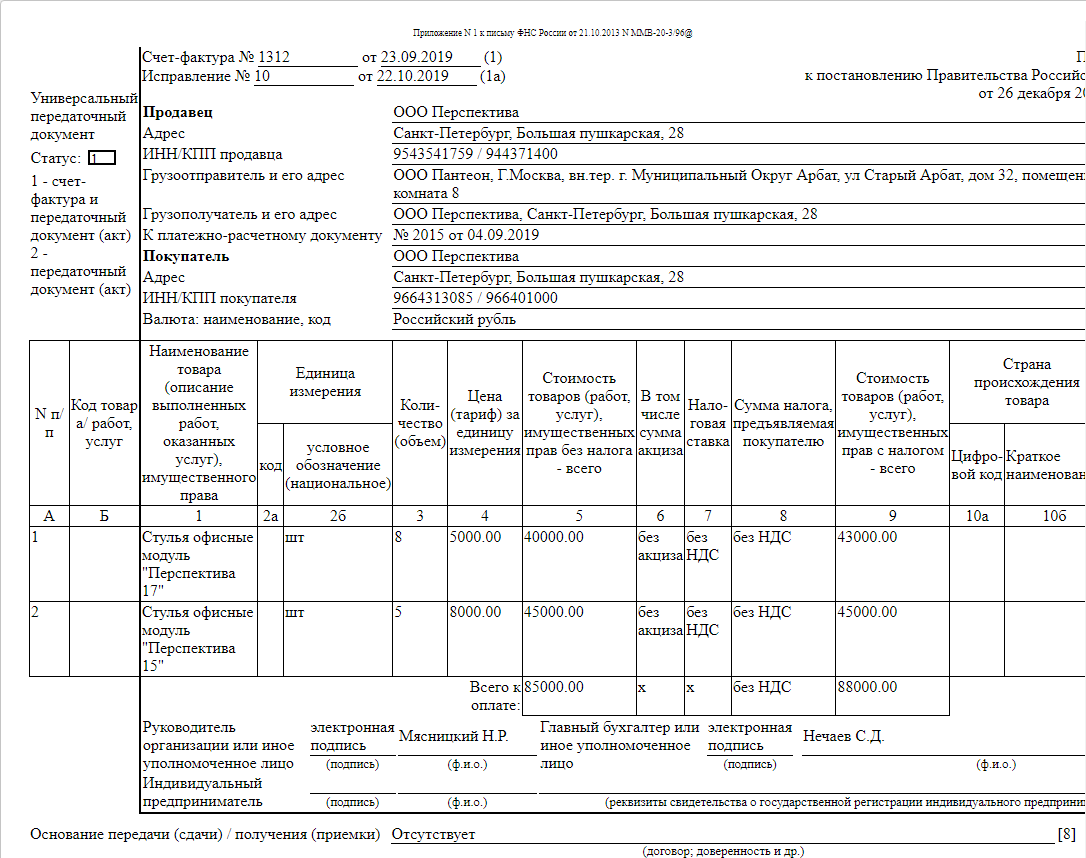 Приложение N 1 к письму ФНС России от 21.10.2013 N ММВ-20-3/96@
Счет-фактура № 1312 от 23.09.2019 (1)
Исправление № 10 от 22.10.2019 (1а)
к постановлению Правительства
от 26 декабря
Универсальный
передаточный
документ
Статус: 1
1 - счет-
фактура и
передаточный
документ (акт)
2 -
передаточный
документ (акт)
Продавец ООО Перспектива
Адрес Санкт-Петербург, Большая пушкарская, 28
ИНН/КПП продавца 9543541759 / 944371400
Грузоотправитель и его адрес ООО Пантеон, Г.Москва, вн.тер. г. Муниципальный Округ Арбат, ул Старый Арбат, дом 32,
комната 8
Грузополучатель и его адрес ООО Перспектива, Санкт-Петербург, Большая пушкарская, 28
К платежно-расчетному документу № 2015 от 04.09.2019
Покупатель ООО Перспектива
Адрес Санкт-Петербург, Большая пушкарская, 28
ИНН/КПП покупателя 9664313085 / 966401000
Валюта: наименование, код Российский рубль
N п/
п
Код товар
а/ работ,
услуг
Наименование
товара
(описание
выполненных
работ,
оказанных
услуг),
имущественного
права
Единица
измерения
код
условное
обозначение
(национальное)
Коли-
чество
(объем)
Цена
(тариф) за
единицу
измерения
Стоимость
товаров (работ,
услуг),
имущественных
прав без налога
- всего
В том
числе
сумма
акциза
Нало-
говая
ставка
Сумма налога,
предъявляемая
покупателю
Стоимость
товаров (работ,
услуг),
имущественных
прав с налогом
- всего
Страна
происхождения
товара
Цифро-
вой код
Краткое
А Б 1 2а 2б 3 4 5 6 7 8 9 10а 10б
1 Стулья офисные шт 8 5000.00 40000.00 без без без НДС 43000.00
модуль акциза НДС
"Перспектива
17"
2 Стулья офисные шт 5 8000.00 45000.00 без без без НДС 45000.00
модуль акциза НДС
"Перспектива
15"
Всего к 85000.00 х х без НДС 88000.00
оплате:
Руководитель
организации или иное
уполномоченное лицо
электронная
подпись
(подпись)
Мясницкий Н.Р.
(ф.и.о.)
Главный бухгалтер или
иное уполномоченное
лицо
электронная
подпись
(подпись)
Нечаев С.Д.
(ф.и.о.)
Индивидуальный
предприниматель
(подпись)
(ф.и.о.)
(реквизиты свидетельства о государственной регистрации индивидуального
Основание передачи (сдачи) / получения (приемки) Отсутствует [8]
(договор; доверенность и др.)